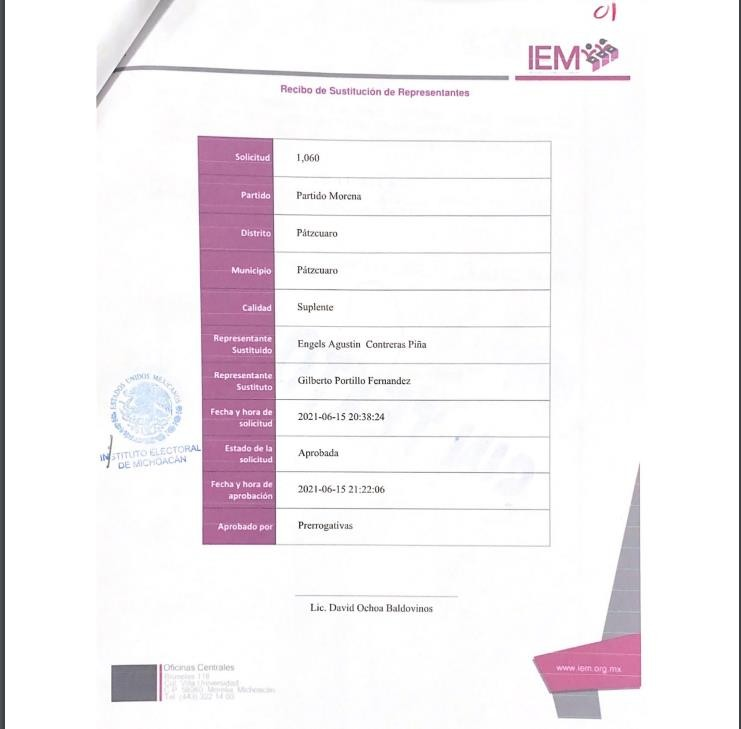 01
IEM
Recibo de Sustitución de Representantes
Solicitud 1,060
Partido Partido Morena
Distrito Pátzcuaro
Municipio Pátzcuaro
Calidad Suplente
Representante
Sustituido Engels Agustin Contreras Piña
Representante
Sustituto Gilberto Portillo Fernandez
Fecha y hora de
solicitud 2021-06-15 20:38:24
Estado de la
solicitud Aprobada
Fecha y hora de
aprobación 2021-06-15 21:22:06
Aprobado por Prerrogativas
ESTADOS UNIDOS MEXICANOS
INSTITUTO ELECTORAL
DE MICHOACÁN
Lic. David Ochoa Baldovinos
Oficinas Centrales
Bruselas 118
Col. Villa Universidad
C.P. 58060 Morelia, Michoacán
Tel. (443) 322 14 00
www.iem.org.mx